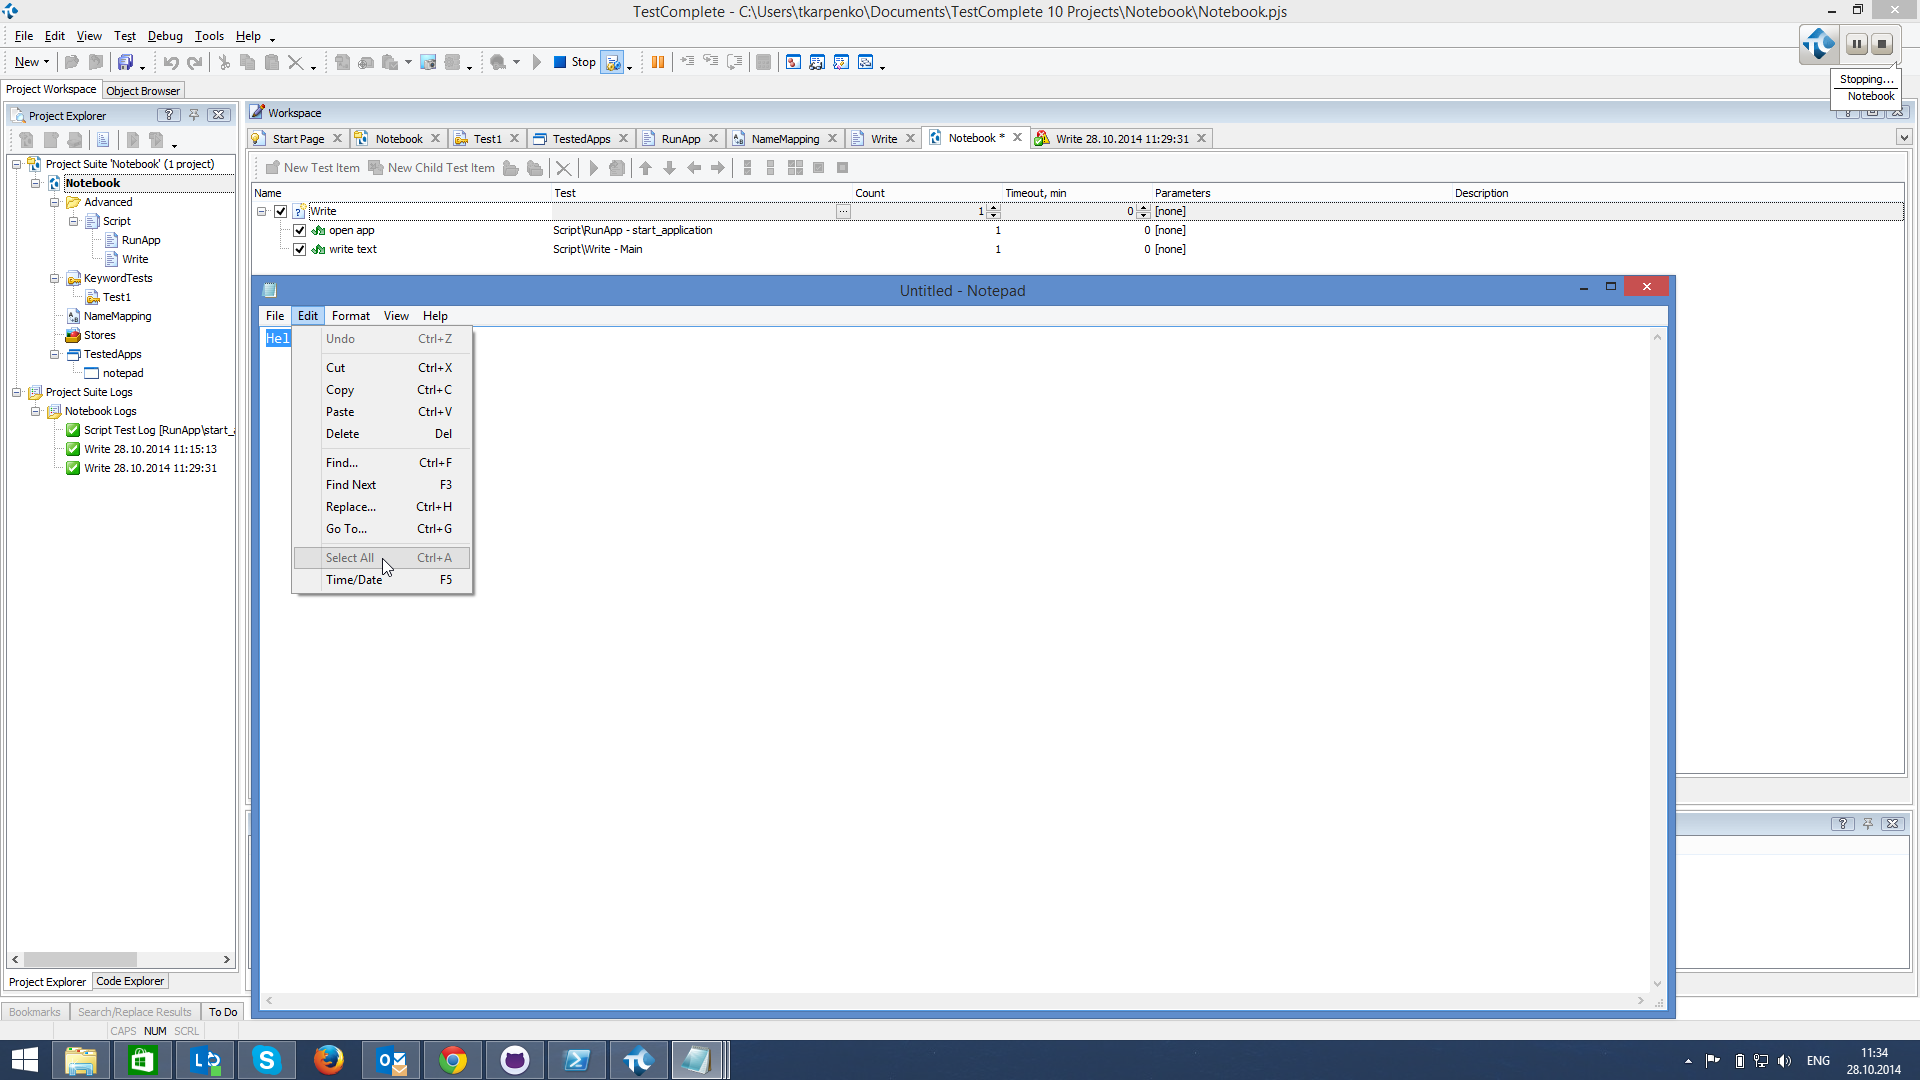 TestComplete - C:\Users\tkarpenko\Documents\TestComplete 10 Projects\Notebook\Notebook.pjs
File Edit View Test Debug Tools Help
New Stop
Stopping...
Notebook
Project Workspace Object Browser
Project Explorer
Workspace
Start Page Notebook Test1 TestedApps RunApp NameMapping Write Notebook * Write 28.10.2014 11:29:31
New Test Item New Child Test Item
Name Test Count Timeout, min Parameters Description
Write ... 1 0 [none]
open app Script\RunApp - start_application 1 0 [none]
write text Script\Write - Main 1 0 [none]
Project Suite 'Notebook' (1 project)
Notebook
Advanced
Script
RunApp
Write
KeywordTests
Test1
NameMapping
Stores
TestedApps
notepad
Project Suite Logs
Notebook Logs
Script Test Log [RunApp\start_
Write 28.10.2014 11:15:13
Write 28.10.2014 11:29:31
Untitled - Notepad
File Edit Format View Help
Hel
Undo Ctrl+Z
Cut Ctrl+X
Copy Ctrl+C
Paste Ctrl+V
Delete Del
Find... Ctrl+F
Find Next F3
Replace... Ctrl+H
Go To... Ctrl+G
Select All Ctrl+A
Time/Date F5
Project Explorer Code Explorer
Bookmarks Search/Replace Results To Do
CAPS NUM SCRL
ENG
11:34
28.10.2014